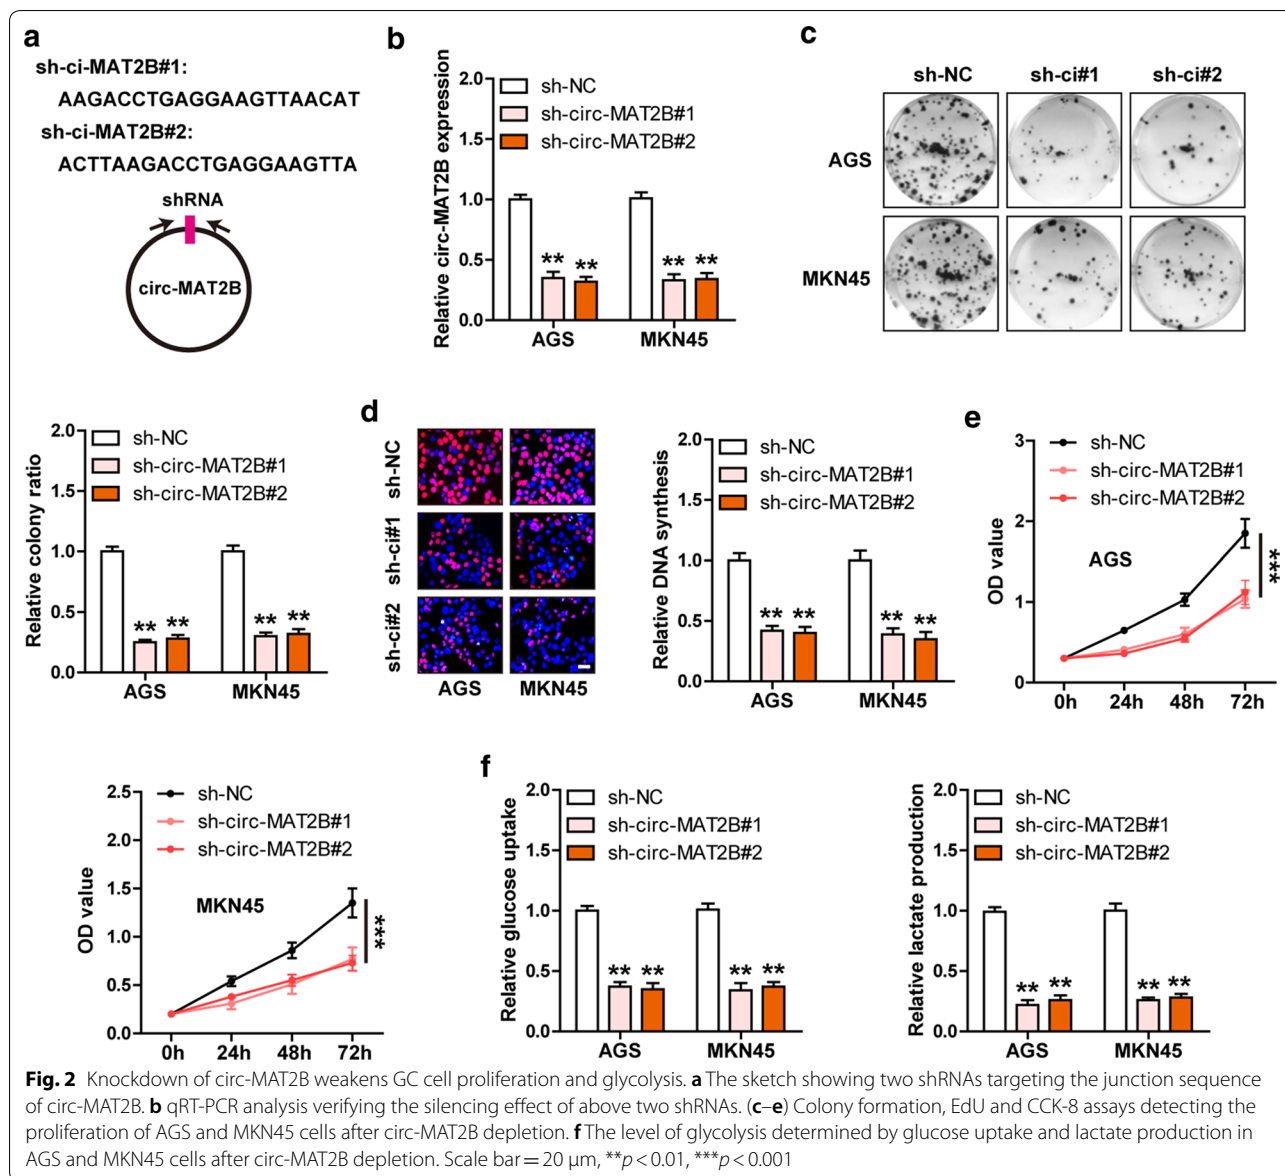 a
sh-ci-MAT2B#1:
AAGACCTGAGGAAGTTAACAT
sh-ci-MAT2B#2:
ACTTAAGACCTGAGGAAGTTA
shRNA
circ-MAT2B
b
Relative circ-MAT2B expression
2.0
1.5
1.0
0.5
0.0
sh-NC
sh-circ-MAT2B#1
sh-circ-MAT2B#2
** ** ** **
AGS MKN45
c
sh-NC sh-ci#1 sh-ci#2
AGS
MKN45
Relative colony ratio
2.0
1.5
1.0
0.5
0.0
sh-NC
sh-circ-MAT2B#1
sh-circ-MAT2B#2
** ** ** **
AGS MKN45
d
sh-NC
sh-ci#1
sh-ci#2
AGS MKN45
Relative DNA synthesis
2.0
1.5
1.0
0.5
0.0
sh-NC
sh-circ-MAT2B#1
sh-circ-MAT2B#2
** ** ** **
AGS MKN45
e
OD value
3
2
1
0
sh-NC
sh-circ-MAT2B#1
sh-circ-MAT2B#2
AGS
***
0h 24h 48h 72h
OD value
2.5
2.0
1.5
1.0
0.5
0.0
sh-NC
sh-circ-MAT2B#1
sh-circ-MAT2B#2
MKN45
***
0h 24h 48h 72h
f
Relative glucose uptake
2.0
1.5
1.0
0.5
0.0
sh-NC
sh-circ-MAT2B#1
sh-circ-MAT2B#2
** ** ** **
AGS MKN45
Relative lactate production
2.0
1.5
1.0
0.5
0.0
sh-NC
sh-circ-MAT2B#1
sh-circ-MAT2B#2
** ** ** **
AGS MKN45
Fig. 2 Knockdown of circ-MAT2B weakens GC cell proliferation and glycolysis. a The sketch showing two shRNAs targeting the junction sequence
of circ-MAT2B. b qRT-PCR analysis verifying the silencing effect of above two shRNAs. (c–e) Colony formation, EdU and CCK-8 assays detecting the
proliferation of AGS and MKN45 cells after circ-MAT2B depletion. f The level of glycolysis determined by glucose uptake and lactate production in
AGS and MKN45 cells after circ-MAT2B depletion. Scale bar = 20 μm, **p < 0.01, ***p < 0.001